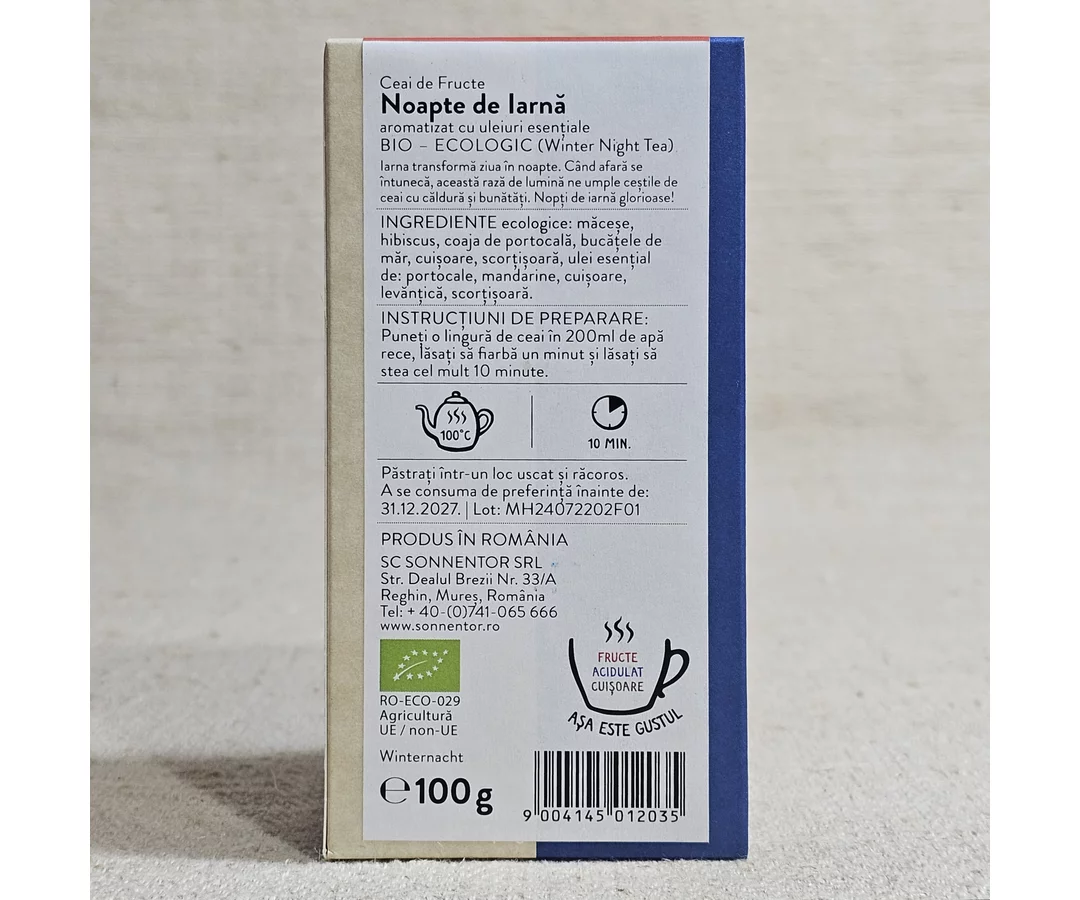 Ceai de Fructe
Noapte de Iarnă
aromatizat cu uleiuri esențiale
BIO – ECOLOGIC (Winter Night Tea)
Iarna transformă ziua în noapte. Când afară se
întunecă, această rază de lumină ne umple ceștile de
ceai cu căldură și bunătăți. Nopți de iarnă glorioase!
INGREDIENTE ecologice: măceșe,
hibiscus, coaja de portocală, bucățele de
măr, cuișoare, scorțișoară, ulei esențial
de: portocale, mandarine, cuișoare,
levănțică, scorțișoară.
INSTRUCȚIUNI DE PREPARARE:
Puneți o lingură de ceai în 200ml de apă
rece, lăsați să fiarbă un minut și lăsați să
stea cel mult 10 minute.
100°C
10 MIN.
Păstrați într-un loc uscat și răcoros.
A se consuma de preferință înainte de:
31.12.2027. | Lot: MH24072202F01
PRODUS ÎN ROMÂNIA
SC SONNENTOR SRL
Str. Dealul Brezii Nr. 33/A
Reghin, Mureș, România
Tel: + 40-(0)741-065 666
www.sonnentor.ro
FRUCTE
ACIDULAT
CUIȘOARE
AȘA ESTE GUSTUL
RO-ECO-029
Agricultură
UE / non-UE
Winternacht
℮100 g
9 004145 012035